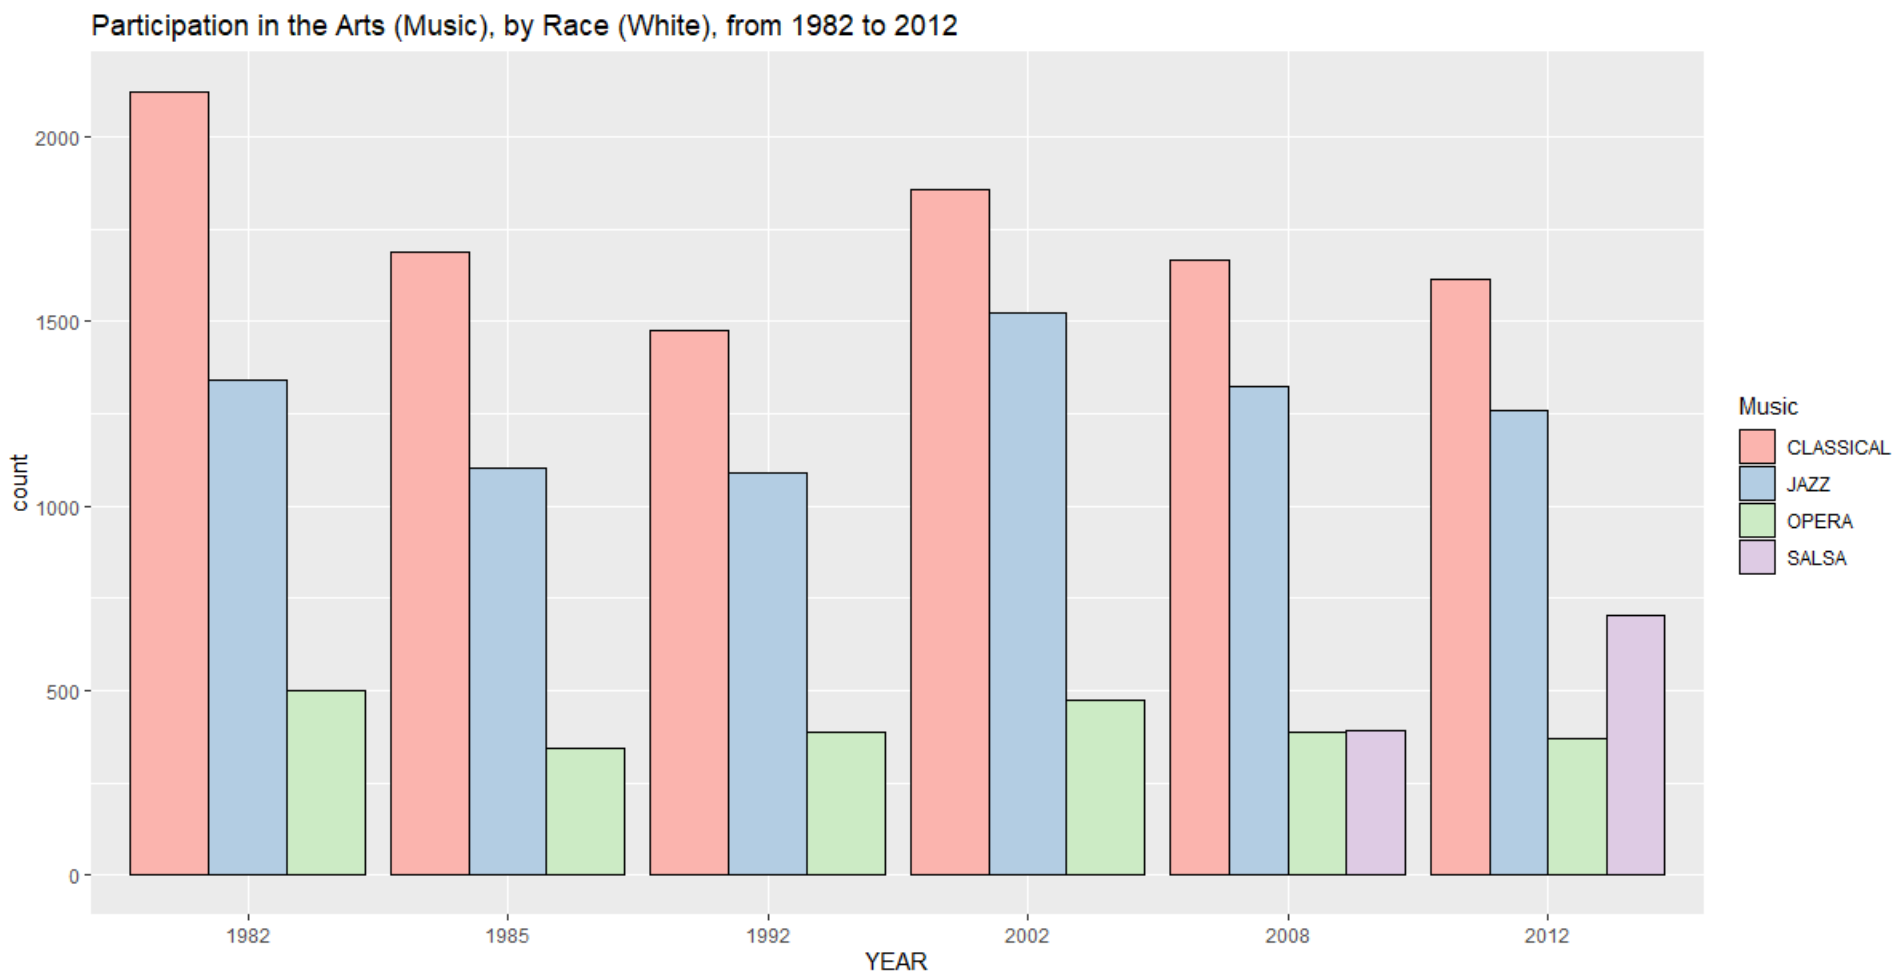 Participation in the Arts (Music), by Race (White), from 1982 to 2012
count
2000
1500
1000
500
0
1982
1985
1992
2002
2008
2012
YEAR
Music
CLASSICAL
JAZZ
OPERA
SALSA